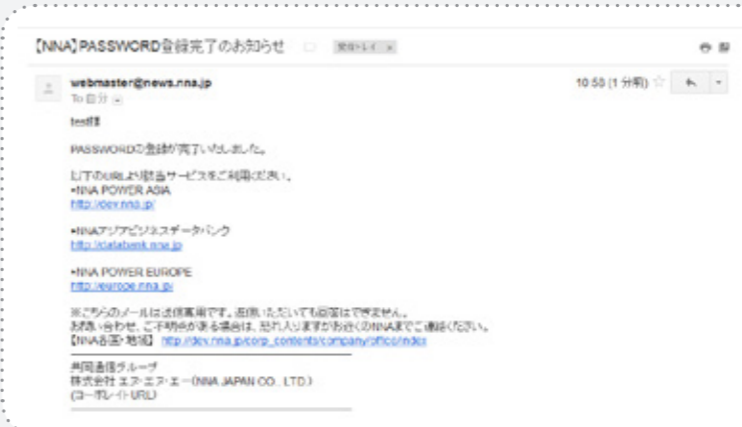 【NNA】PASSWORD登録完了のお知らせ
受信トレイ x
webmaster@news.nna.jp
10:58 (1 分前)
To 自分
test様
PASSWORDの登録が完了いたしました。
以下のURLより該当サービスをご利用ください。
・NNA POWER ASIA
http://dev.nna.jp/
・NNAアジアビジネスデータバンク
http://databank.nna.jp
・NNA POWER EUROPE
http://europe.nna.jp/
※こちらのメールは送信専用です。返信いただいても回答はできません。
お問い合わせ、ご不明点がある場合は、恐れ入りますがお近くのNNAまでご連絡ください。
【NNA各国・地域】 http://dev.nna.jp/corp_contents/company/office/index
共同通信グループ
株式会社 エヌ・エヌ・エー (NNA JAPAN CO., LTD.)
(コーポレートURL)